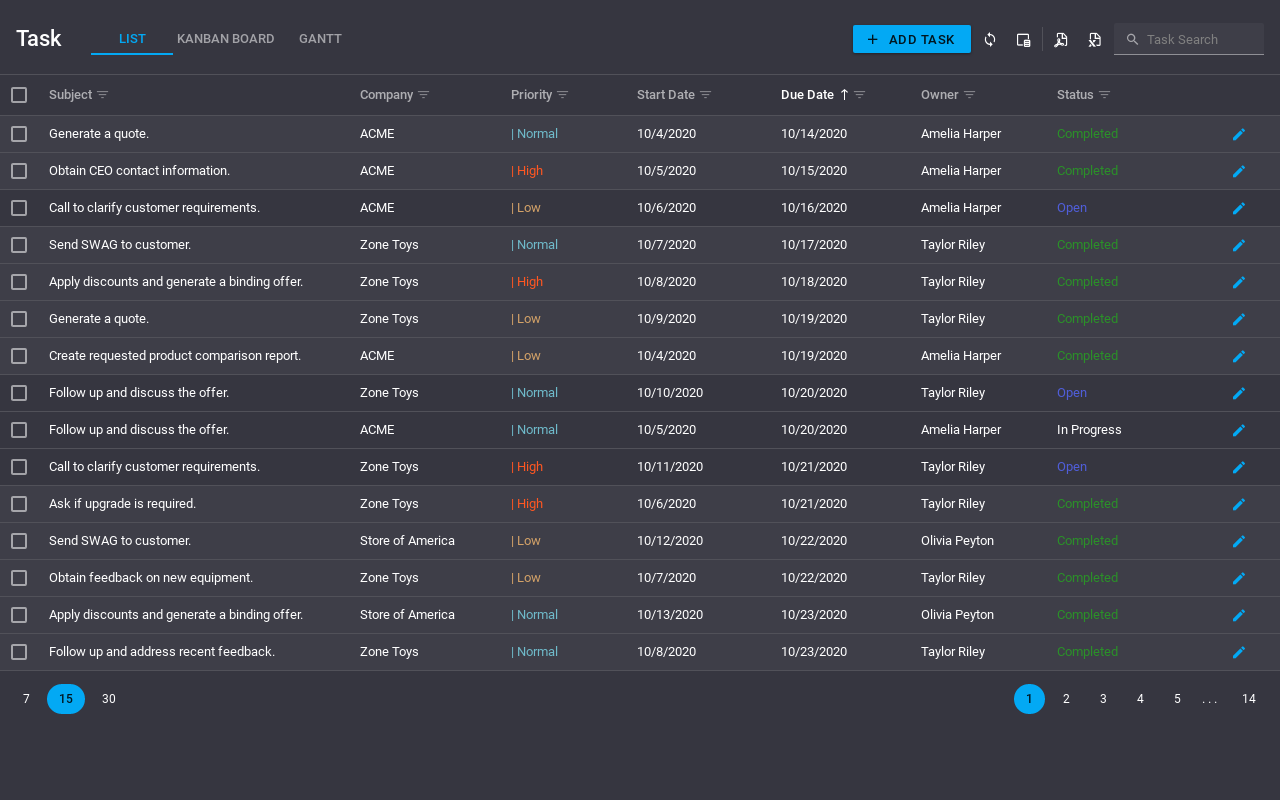 Task LIST KANBAN BOARD GANTT ADD TASK Task Search
Subject Company Priority Start Date Due Date Owner Status
Generate a quote. ACME | Normal 10/4/2020 10/14/2020 Amelia Harper Completed
Obtain CEO contact information. ACME | High 10/5/2020 10/15/2020 Amelia Harper Completed
Call to clarify customer requirements. ACME | Low 10/6/2020 10/16/2020 Amelia Harper Open
Send SWAG to customer. Zone Toys | Normal 10/7/2020 10/17/2020 Taylor Riley Completed
Apply discounts and generate a binding offer. Zone Toys | High 10/8/2020 10/18/2020 Taylor Riley Completed
Generate a quote. Zone Toys | Low 10/9/2020 10/19/2020 Taylor Riley Completed
Create requested product comparison report. ACME | Low 10/4/2020 10/19/2020 Amelia Harper Completed
Follow up and discuss the offer. Zone Toys | Normal 10/10/2020 10/20/2020 Taylor Riley Open
Follow up and discuss the offer. ACME | Normal 10/5/2020 10/20/2020 Amelia Harper In Progress
Call to clarify customer requirements. Zone Toys | High 10/11/2020 10/21/2020 Taylor Riley Open
Ask if upgrade is required. Zone Toys | High 10/6/2020 10/21/2020 Taylor Riley Completed
Send SWAG to customer. Store of America | Low 10/12/2020 10/22/2020 Olivia Peyton Completed
Obtain feedback on new equipment. Zone Toys | Low 10/7/2020 10/22/2020 Taylor Riley Completed
Apply discounts and generate a binding offer. Store of America | Normal 10/13/2020 10/23/2020 Olivia Peyton Completed
Follow up and address recent feedback. Zone Toys | Normal 10/8/2020 10/23/2020 Taylor Riley Completed
7 15 30 1 2 3 4 5 . . . 14